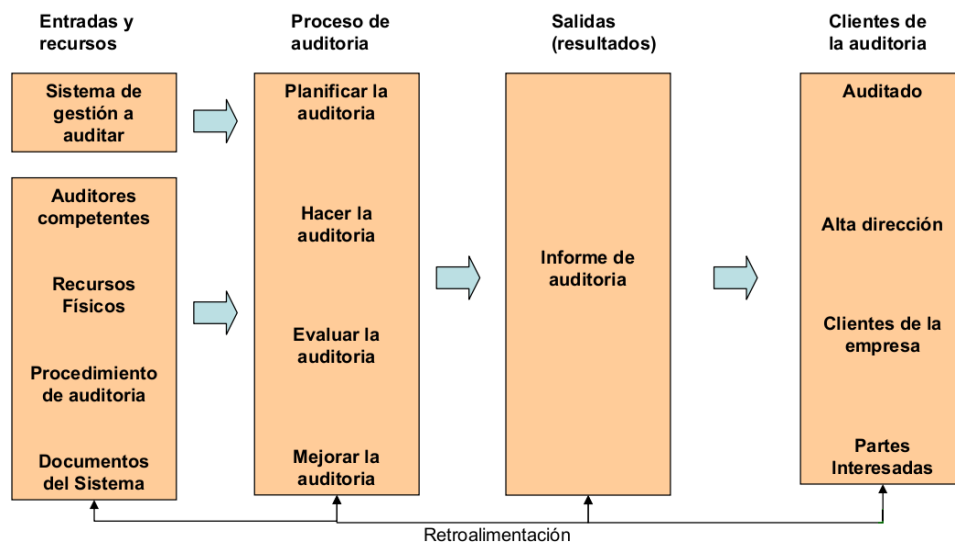 Entradas y
recursos
Proceso de
auditoria
Salidas
(resultados)
Clientes de
la auditoria
Sistema de
gestión a
auditar
Auditores
competentes
Recursos
Físicos
Procedimiento
de auditoria
Documentos
del Sistema
Planificar la
auditoria
Hacer la
auditoria
Evaluar la
auditoria
Mejorar la
auditoria
Informe de
auditoria
Auditado
Alta dirección
Clientes de la
empresa
Partes
Interesadas
Retroalimentación